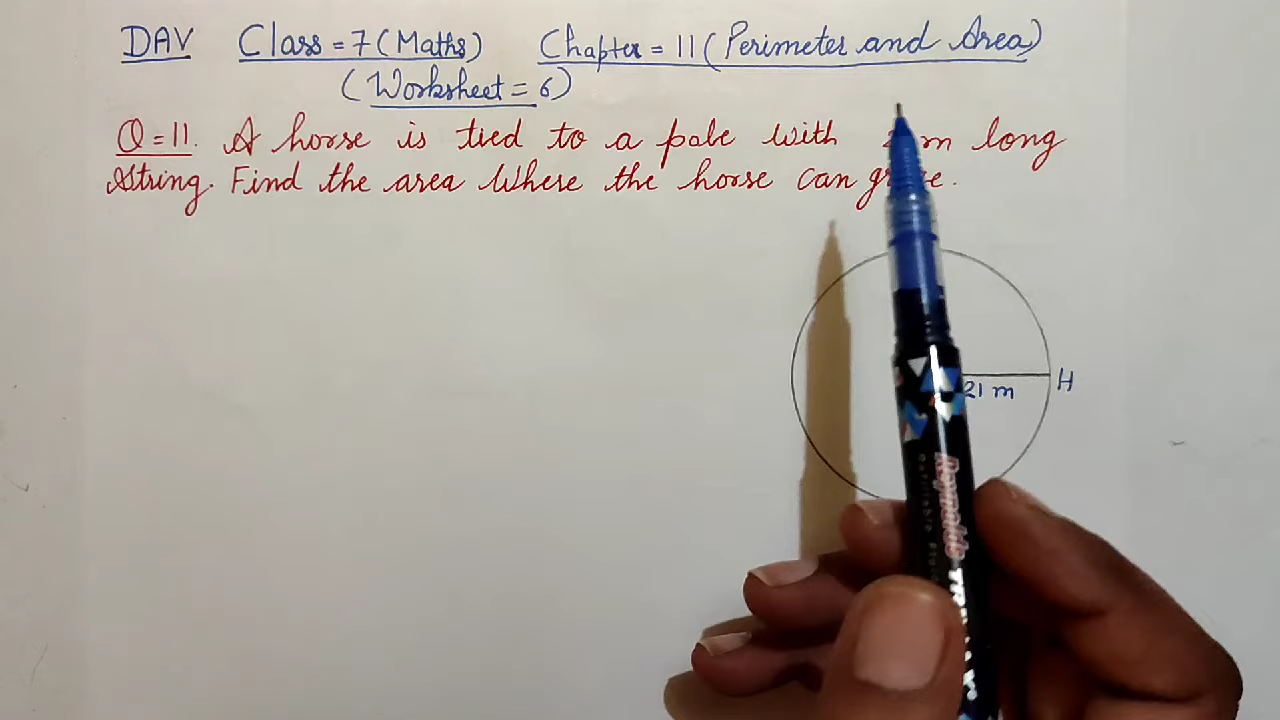 DAV Class = 7 (Maths) Chapter = 11 (Perimeter and Area)
(Worksheet = 6)
Q = 11. A horse is tied to a pole with m long
String. Find the area Where the horse can
21 m H
Reynolds